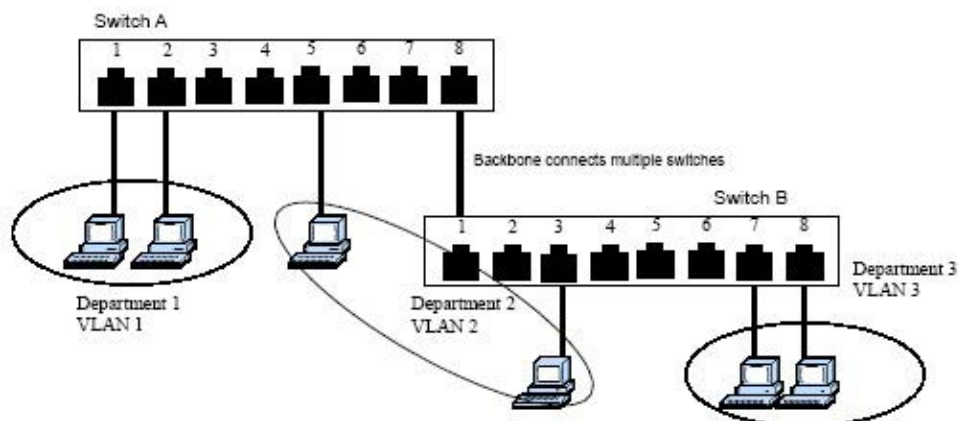 Switch A
1 2 3 4 5 6 7 8
Backbone connects multiple switches
Switch B
1 2 3 4 5 6 7 8
Department 1
VLAN 1
Department 2
VLAN 2
Department 3
VLAN 3